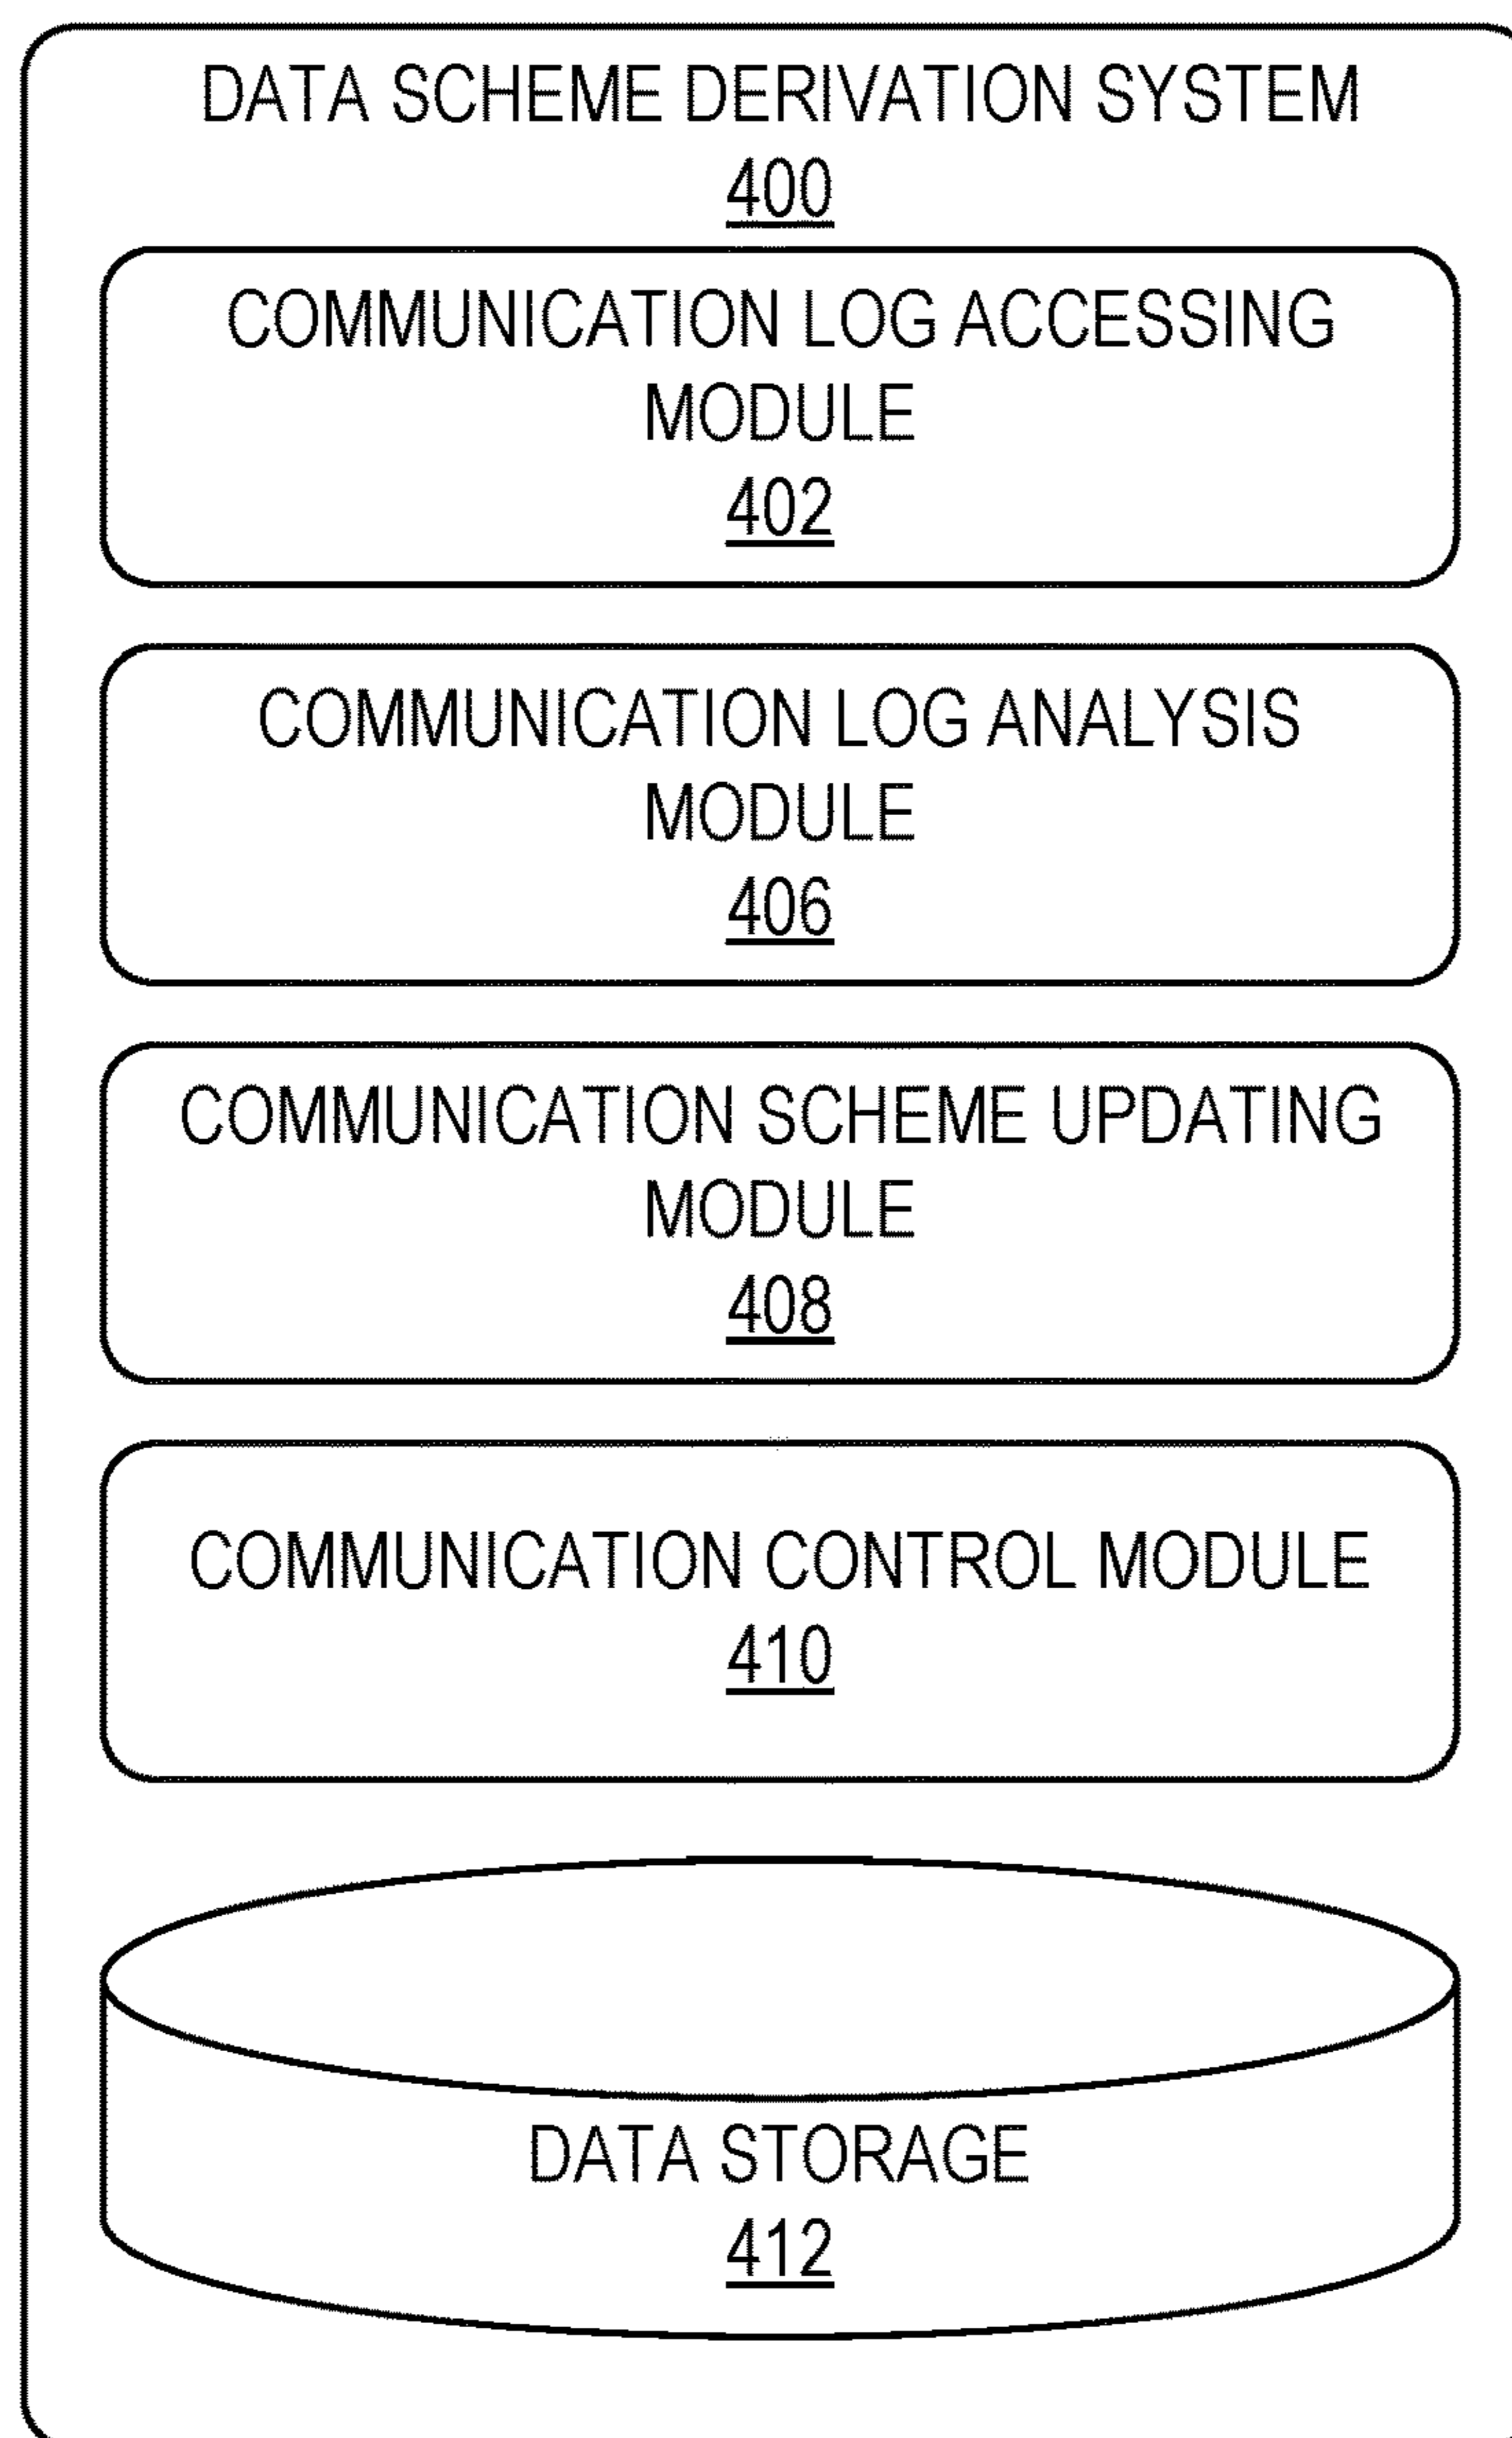 DATA SCHEME DERIVATION SYSTEM
400
COMMUNICATION LOG ACCESSING
MODULE
402
COMMUNICATION LOG ANALYSIS
MODULE
406
COMMUNICATION SCHEME UPDATING
MODULE
408
COMMUNICATION CONTROL MODULE
410
DATA STORAGE
412